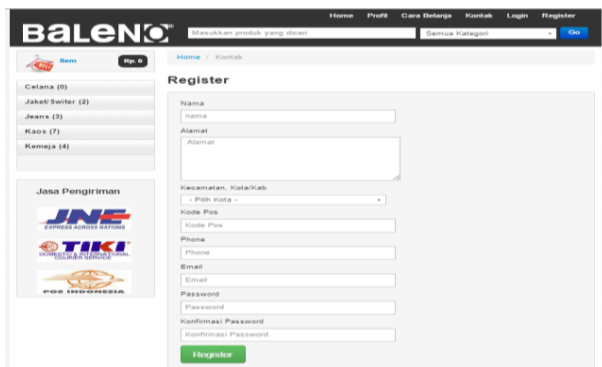 Home Profil Cara Belanja Kontak Login Register
BaLeNO
Masukkan produk yang dicari
Semua Kategori
Go
Item
Rp. 0
Home / Kontak
Celana (0)
Jaket/Switer (2)
Jeans (3)
Kaos (7)
Kemeja (4)
Jasa Pengiriman
JNE
EXPRESS ACROSS NATIONS
TIKI
DOMESTIC & INTERNATIONAL
COURIER SERVICE
POS INDONESIA
Register
Nama
nama
Alamat
Alamat
Kecamatan, Kota/Kab
- Pilih Kota -
Kode Pos
Kode Pos
Phone
Phone
Email
Email
Password
Password
Konfirmasi Password
Konfirmasi Password
Register